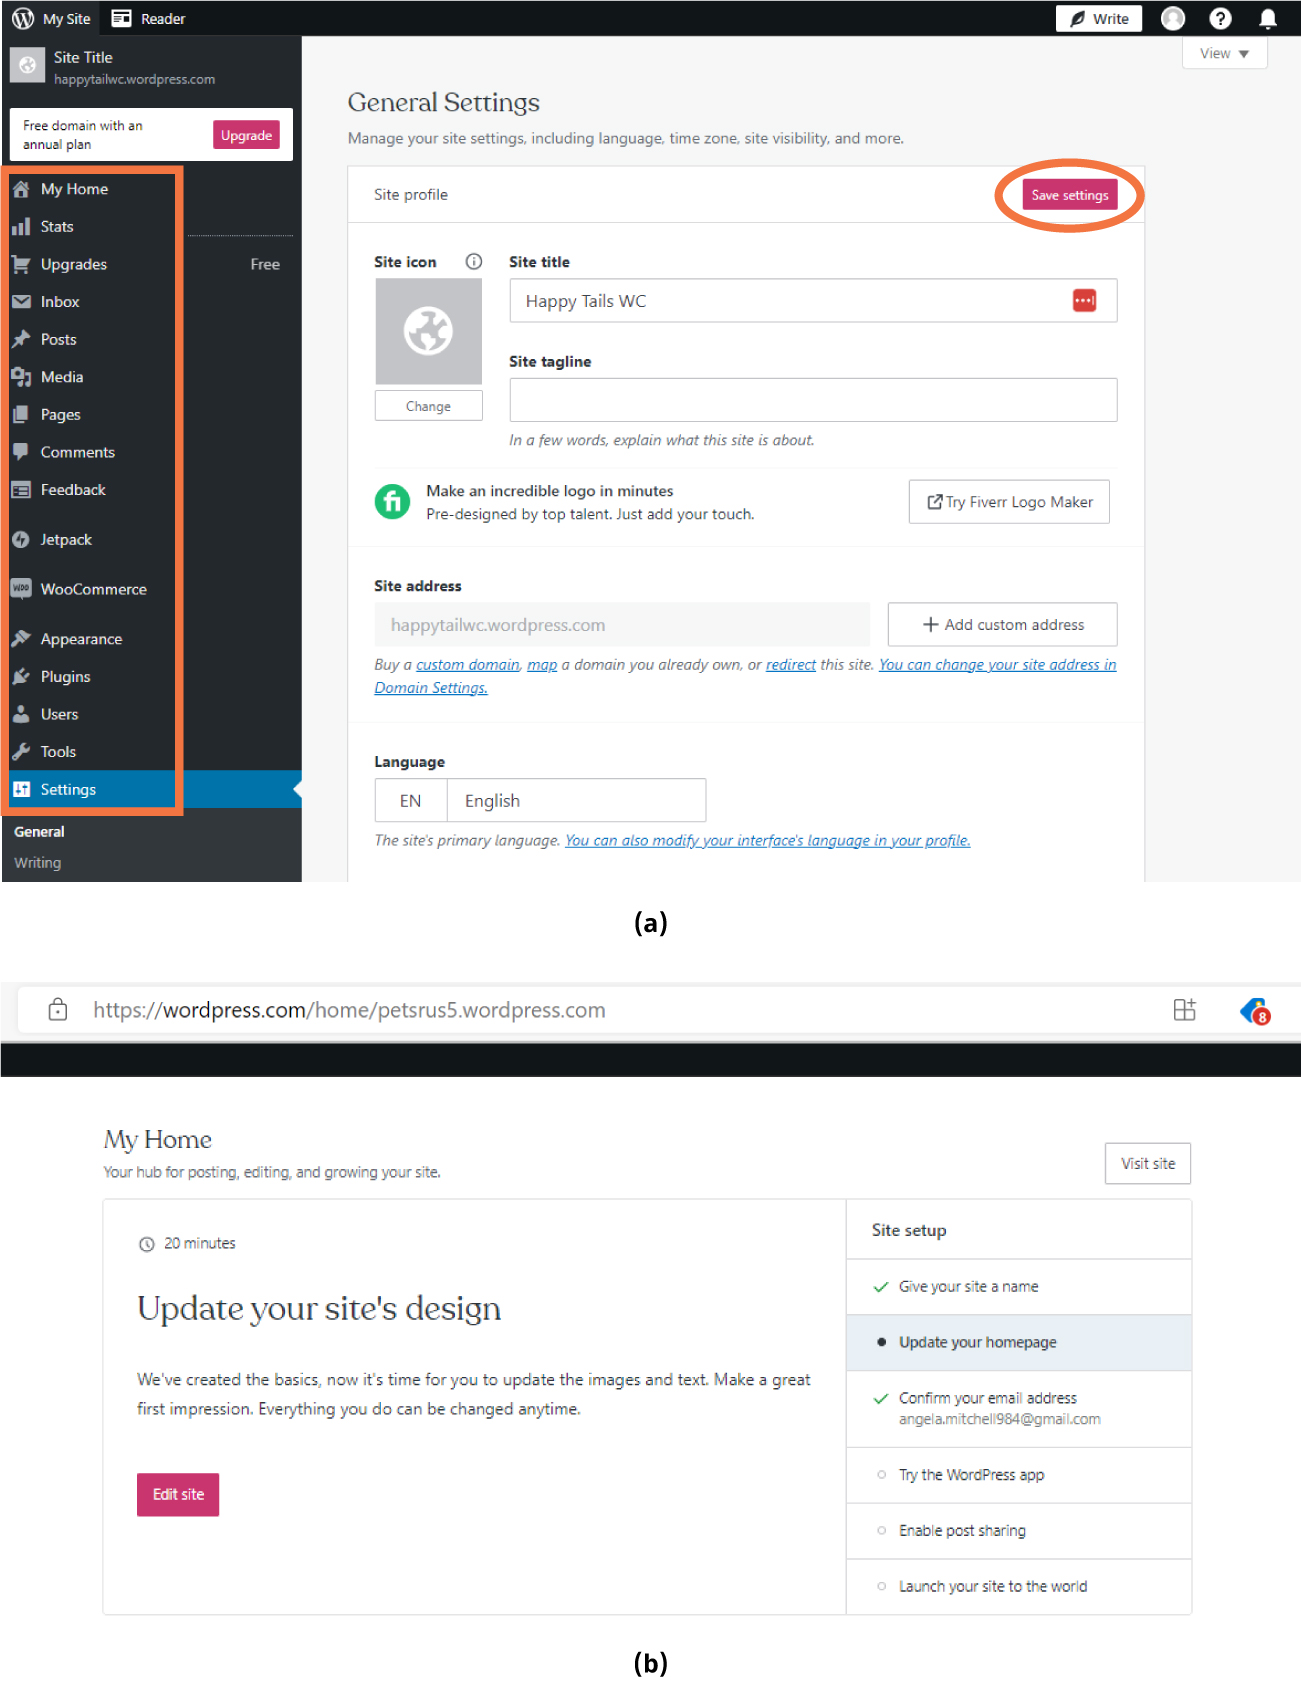 My Site
Reader
Write
Site Title
happytailwc.wordpress.com
View
Free domain with an
annual plan
Upgrade
General Settings
Manage your site settings, including language, time zone, site visibility, and more.
My Home
Stats
Upgrades
Free
Inbox
Posts
Media
Pages
Comments
Feedback
Jetpack
WOO
WooCommerce
Appearance
Plugins
Users
Tools
Settings
General
Writing
Site profile
Save settings
Site icon
Change
Site title
Happy Tails WC
Site tagline
In a few words, explain what this site is about.
fi
Make an incredible logo in minutes
Pre-designed by top talent. Just add your touch.
Try Fiverr Logo Maker
Site address
happytailwc.wordpress.com
+ Add custom address
Buy a custom domain, map a domain you already own, or redirect this site. You can change your site address in
Domain Settings.
Language
EN
English
The site's primary language. You can also modify your interface's language in your profile.
(a)
https://wordpress.com/home/petsrus5.wordpress.com
8
My Home
Your hub for posting, editing, and growing your site.
Visit site
20 minutes
Update your site's design
We've created the basics, now it's time for you to update the images and text. Make a great
first impression. Everything you do can be changed anytime.
Edit site
Site setup
Give your site a name
Update your homepage
Confirm your email address
angela.mitchell984@gmail.com
Try the WordPress app
Enable post sharing
Launch your site to the world
(b)